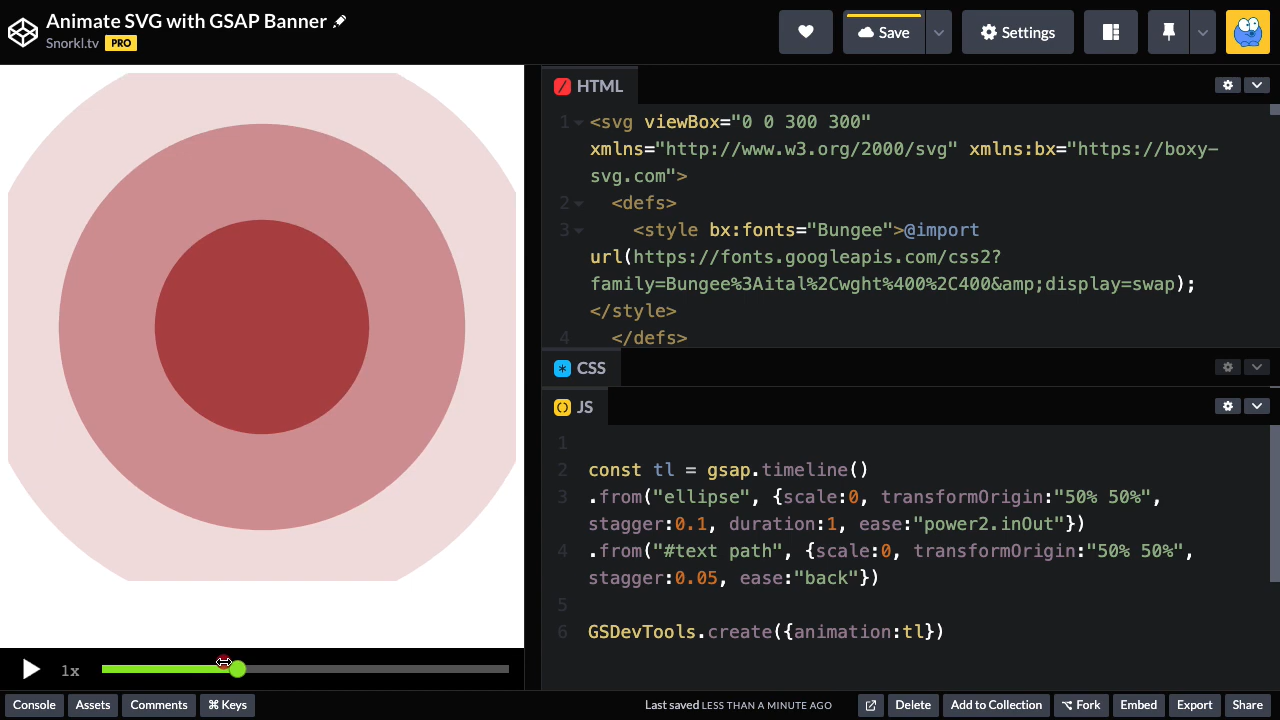 Animate SVG with GSAP Banner
Snorkl.tv PRO
Save
Settings
HTML
1 <svg viewBox="0 0 300 300"
xmlns="http://www.w3.org/2000/svg" xmlns:bx="https://boxy-
svg.com">
2 <defs>
3 <style bx:fonts="Bungee">@import
url(https://fonts.googleapis.com/css2?
family=Bungee%3Aital%2Cwght%400%2C400&amp;display=swap);
</style>
4 </defs>
CSS
JS
1
2 const tl = gsap.timeline()
3 .from("ellipse", {scale:0, transformOrigin:"50% 50%",
stagger:0.1, duration:1, ease:"power2.inOut"})
4 .from("#text path", {scale:0, transformOrigin:"50% 50%",
stagger:0.05, ease:"back"})
5
6 GSDevTools.create({animation:tl})
1x
Console Assets Comments ⌘ Keys Last saved LESS THAN A MINUTE AGO Delete Add to Collection ⌥ Fork Embed Export Share